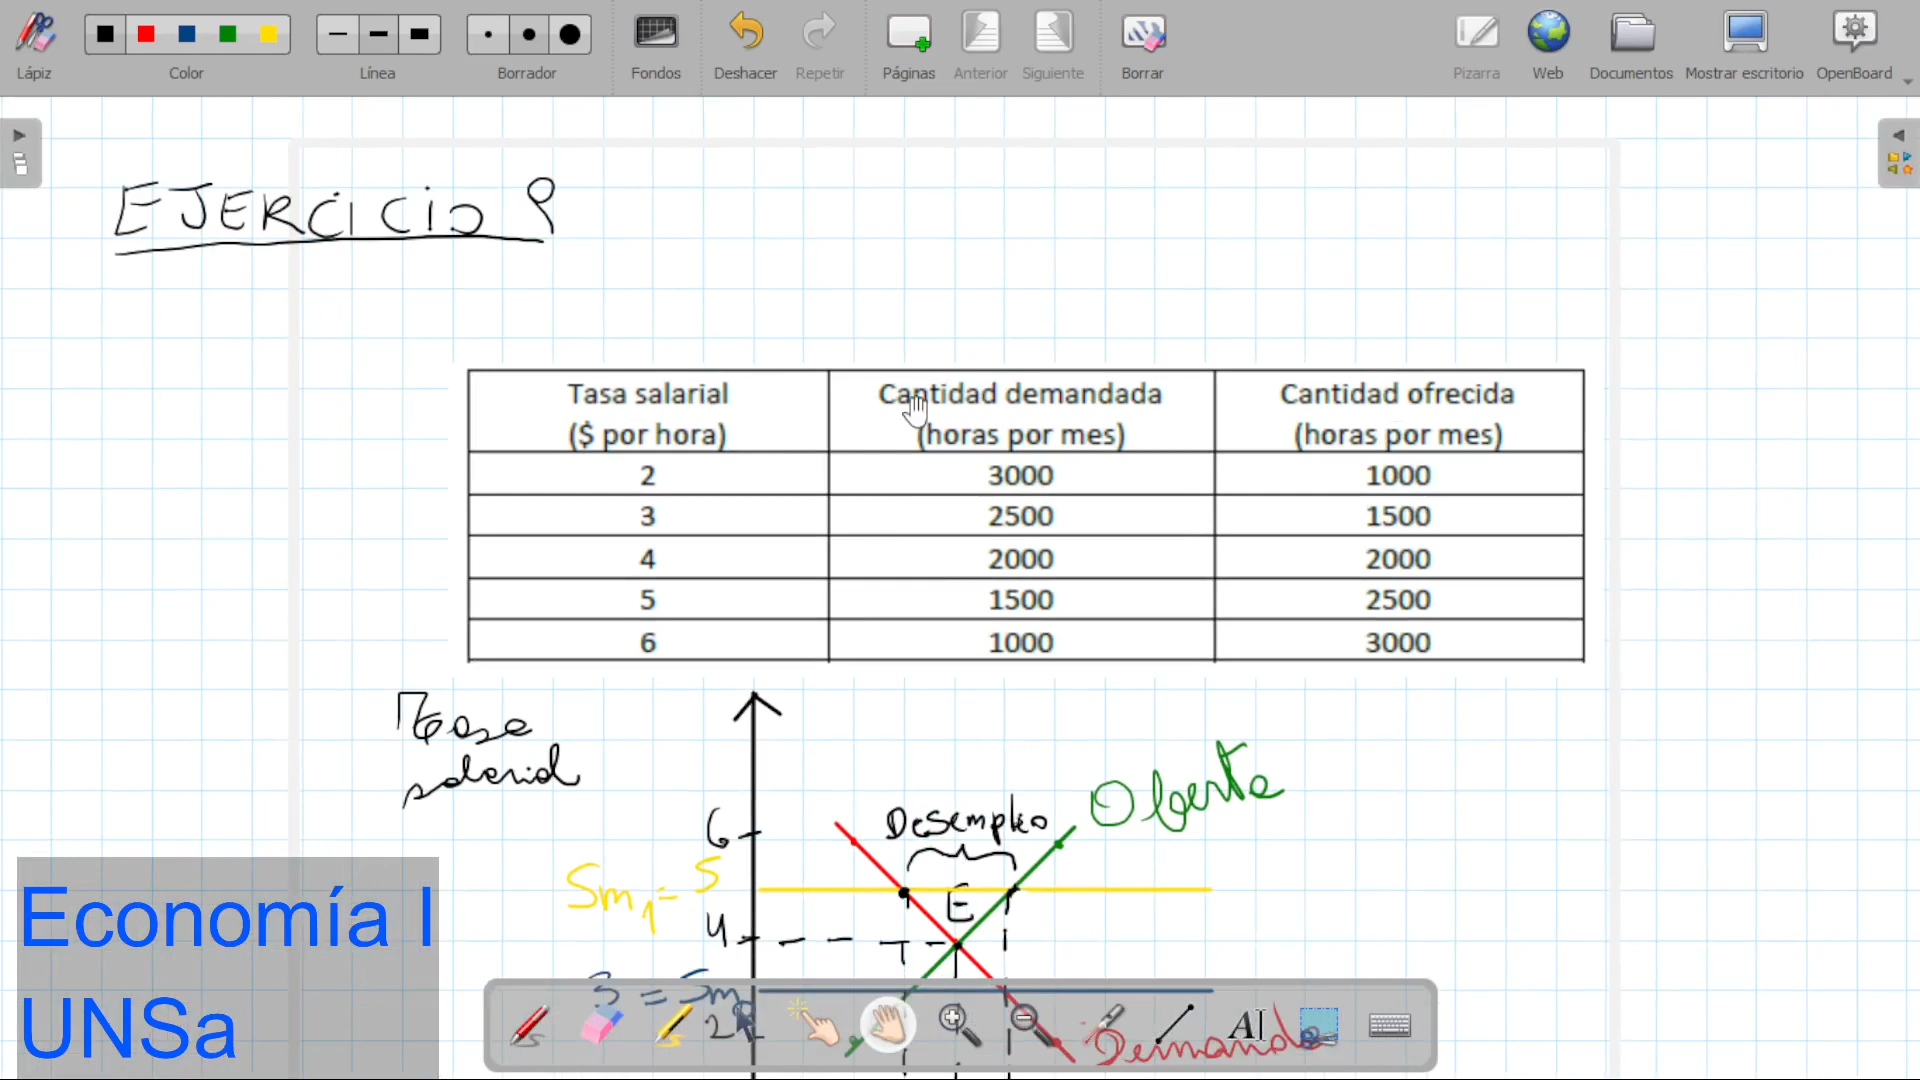 Lápiz
Color
Línea
Borrador
Fondos
Deshacer
Repetir
Páginas
Anterior
Siguiente
Borrar
Pizarra
Web
Documentos
Mostrar escritorio
OpenBoard
EJERCICIO 9
Tasa salarial ($ por hora)
Cantidad demandada (horas por mes)
Cantidad ofrecida (horas por mes)
2 3000 1000
3 2500 1500
4 2000 2000
5 1500 2500
6 1000 3000
Tasa
salarial
Oferta
Desempleo
6
Sm1 = 5
E
4
3 = Sm2
Demanda
Economía I
UNSa